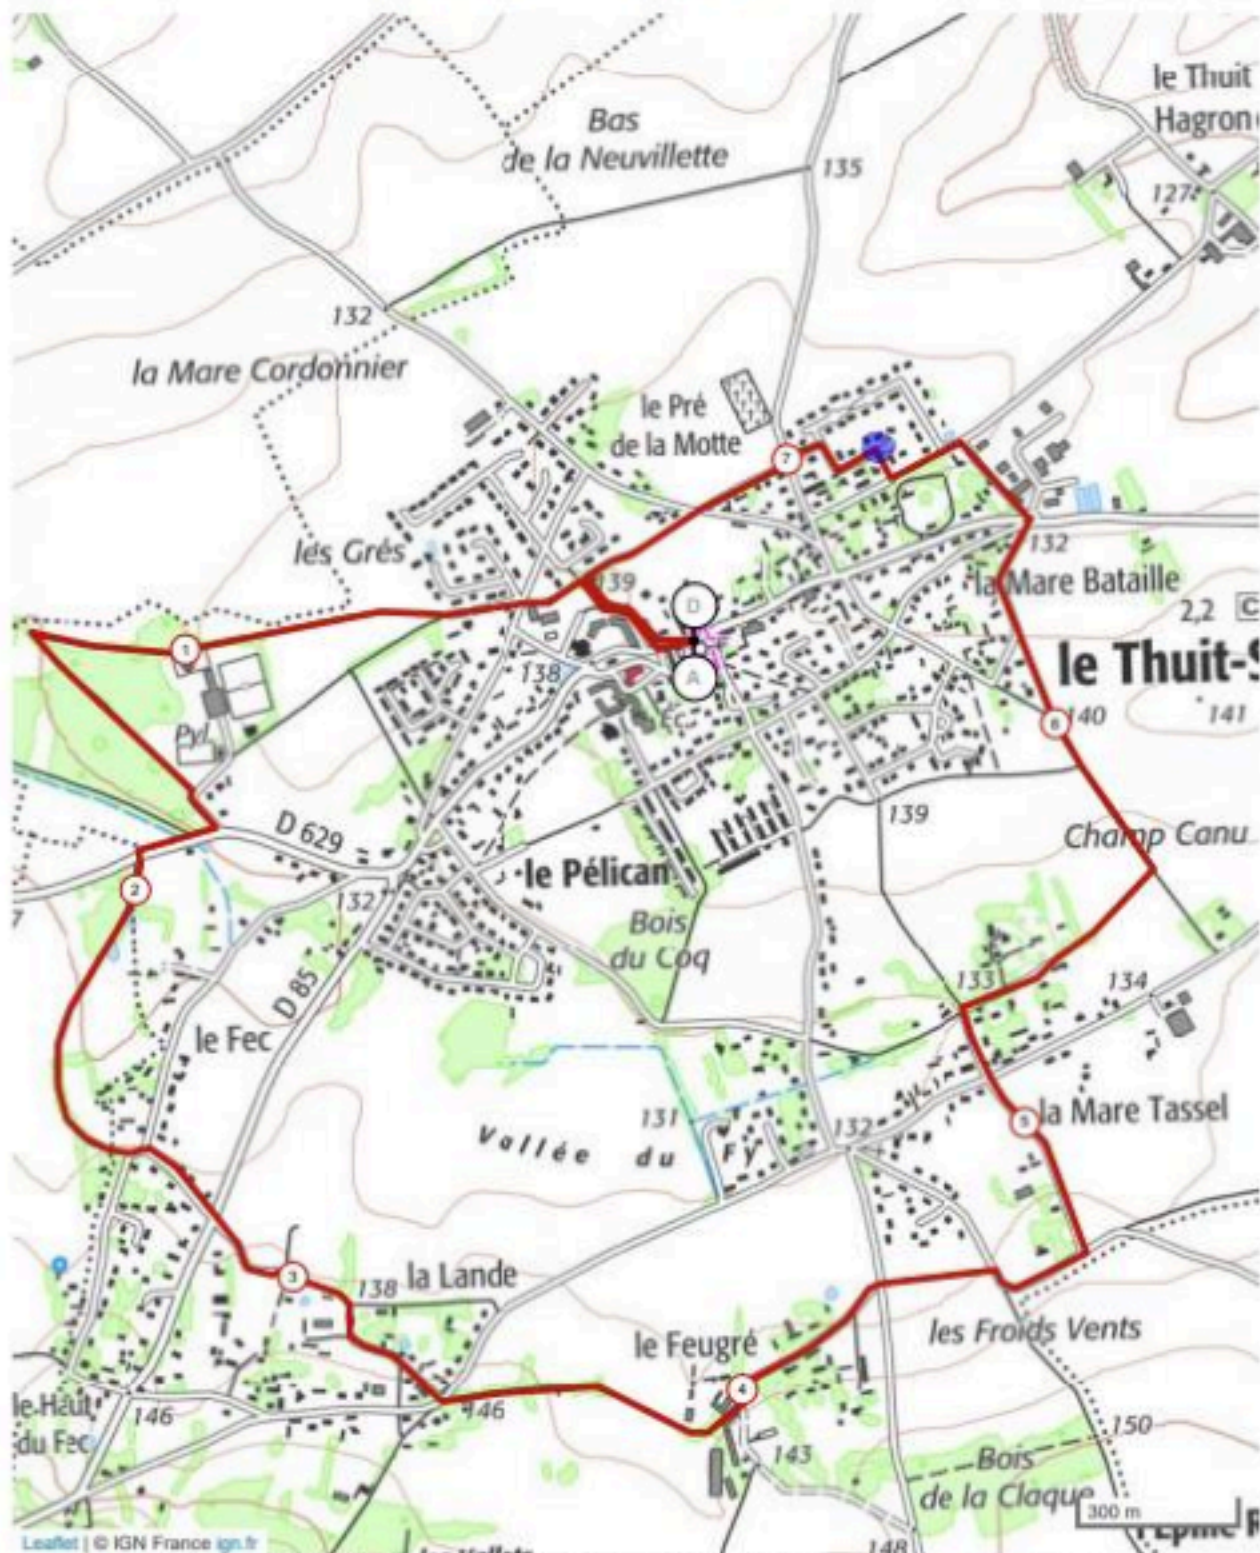 le Thuit
Hagron
Bas
de la Neuvillette
135
127
132
la Mare Cordonnier
le Pré
de la Motte
7
les Grés
139
132
la Mare Bataille
2,2
D
le Thuit-S
1
138
A
6
140
141
Pyl
D 629
139
Champ Canu
le Pélican
2
132
Bois
du Coq
133
134
D 85
le Fec
131
Vallée du Fy
132
5
la Mare Tassel
3
138
la Lande
le Feugré
les Froids Vents
4
le Haut
du Fec
146
146
150
143
Bois
de la Claque
300 m
Leaflet | © IGN France ign.fr
148